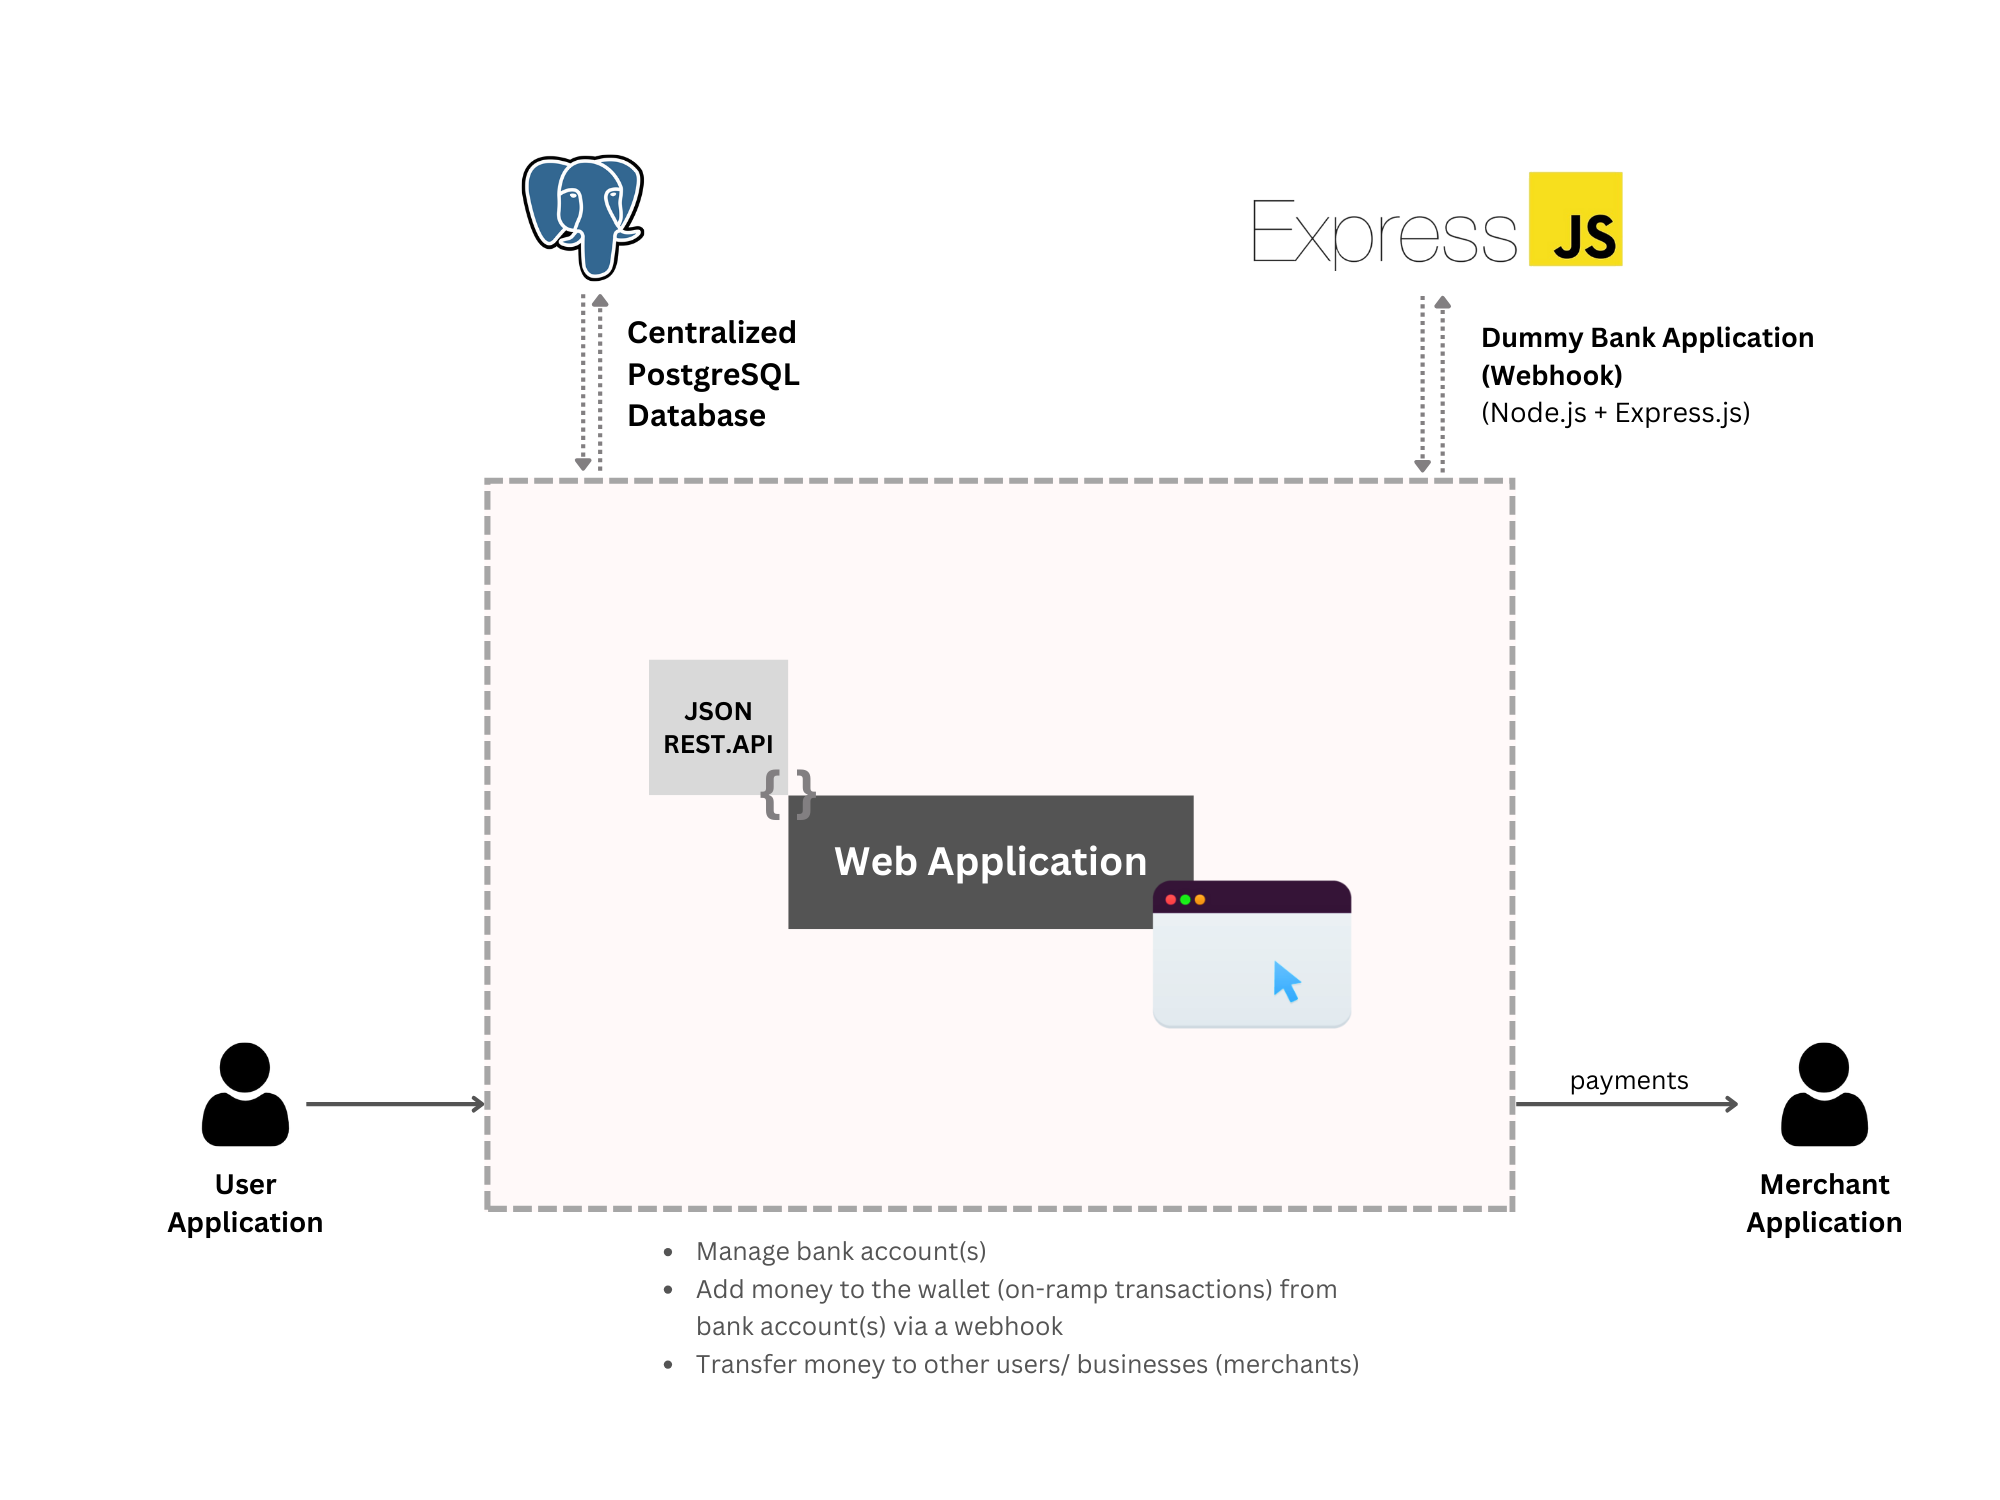 Express JS
Centralized
PostgreSQL
Database
Dummy Bank Application
(Webhook)
(Node.js + Express.js)
JSON
REST.API
{ }
Web Application
payments
User
Application
Merchant
Application
• Manage bank account(s)
• Add money to the wallet (on-ramp transactions) from
bank account(s) via a webhook
• Transfer money to other users/ businesses (merchants)